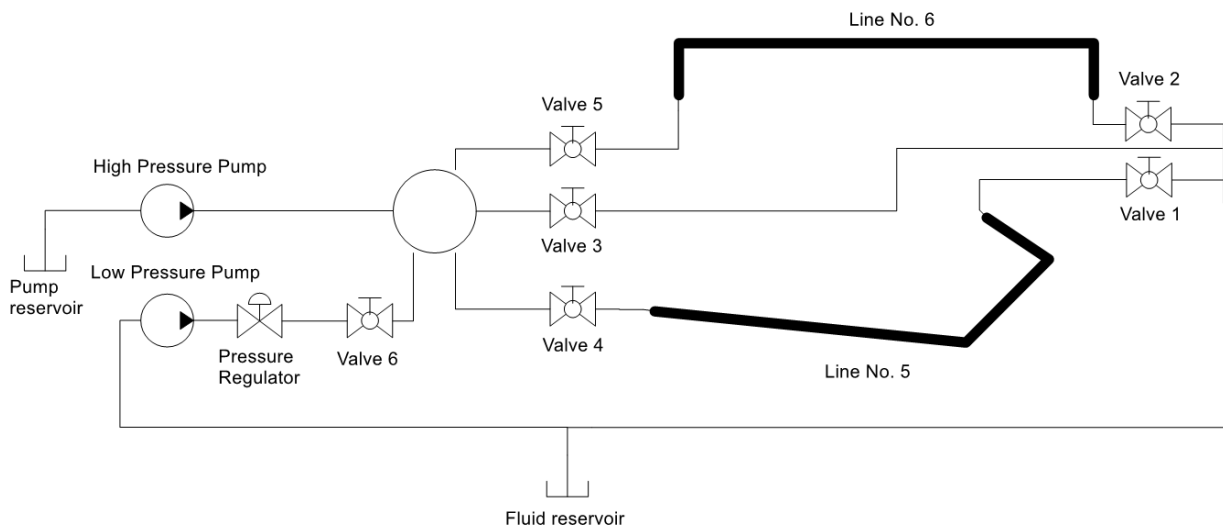 Line No. 6
Valve 2
Valve 5
High Pressure Pump
Valve 1
Valve 3
Low Pressure Pump
Pump
reservoir
Pressure
Regulator
Valve 6
Valve 4
Line No. 5
Fluid reservoir